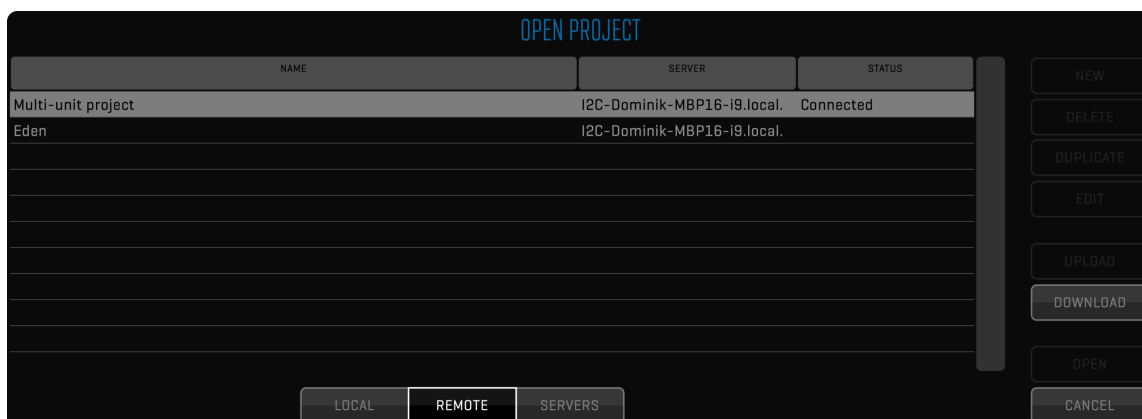 OPEN PROJECT
NAME SERVER STATUS
Multi-unit project I2C-Dominik-MBP16-i9.local. Connected
Eden I2C-Dominik-MBP16-i9.local.
NEW
DELETE
DUPLICATE
EDIT
UPLOAD
DOWNLOAD
OPEN
CANCEL
LOCAL REMOTE SERVERS